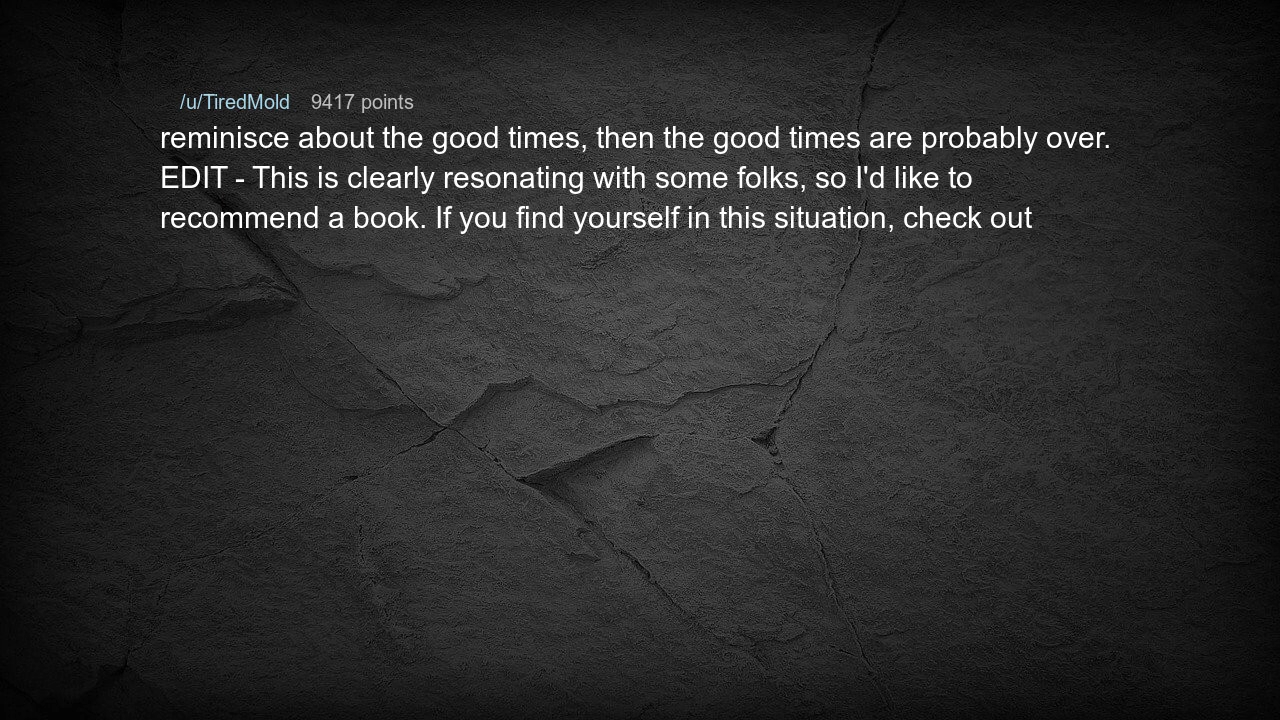 /u/TiredMold 9417 points
reminisce about the good times, then the good times are probably over.
EDIT - This is clearly resonating with some folks, so I'd like to
recommend a book. If you find yourself in this situation, check out